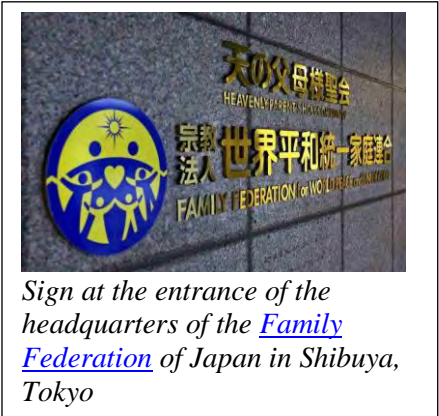 天の父母様聖会
HEAVENLY PARENT'S
宗教
法人
世界平和統一家庭連合
FAMILY FEDERATION for WORLD
Sign at the entrance of the
headquarters of the Family
Federation of Japan in Shibuya,
Tokyo